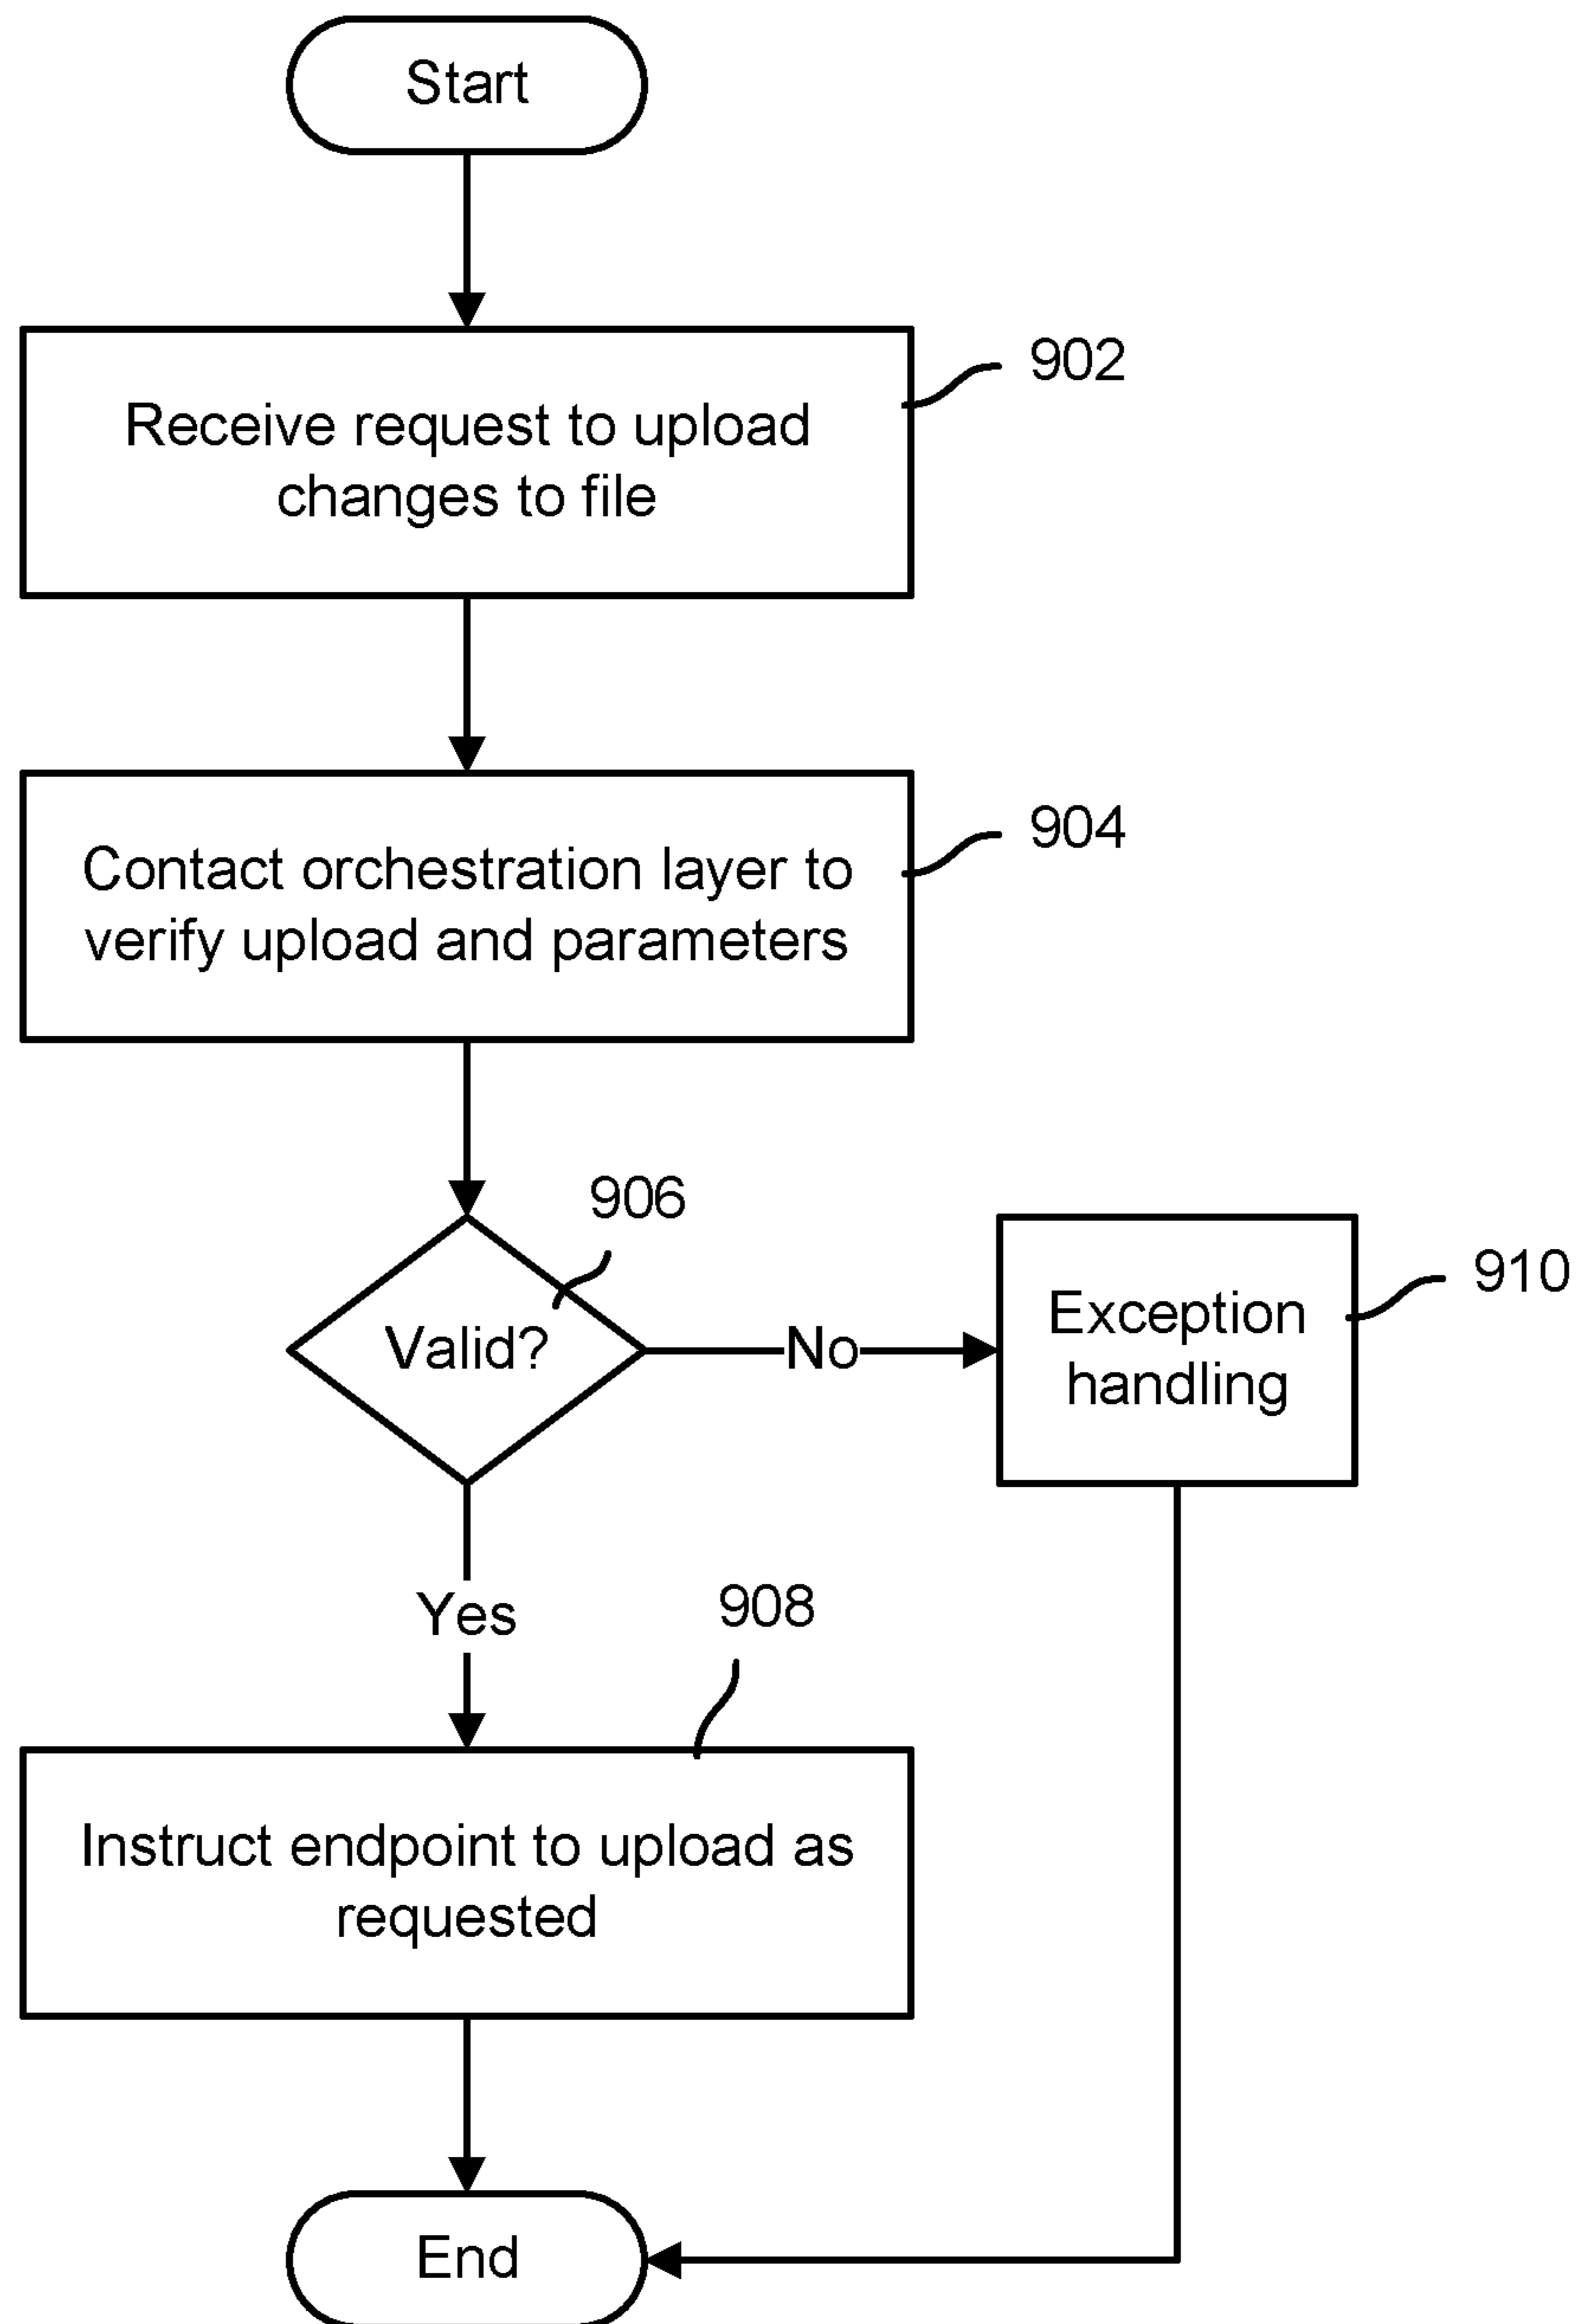 Start
902
Receive request to upload
changes to file
904
Contact orchestration layer to
verify upload and parameters
906
Valid?
No
Exception
handling
910
Yes
908
Instruct endpoint to upload as
requested
End